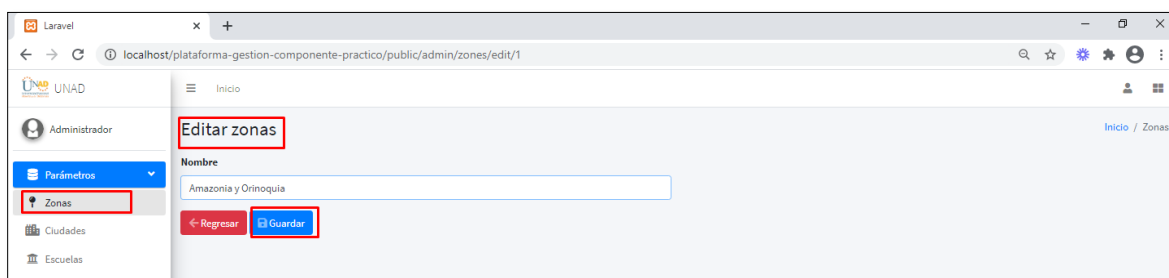 Laravel
localhost/plataforma-gestion-componente-practico/public/admin/zones/edit/1
UNAD UNAD
Inicio
Administrador
Editar zonas
Inicio / Zonas
Parámetros
Nombre
Amazonia y Orinoquia
Zonas
Regresar Guardar
Ciudades
Escuelas